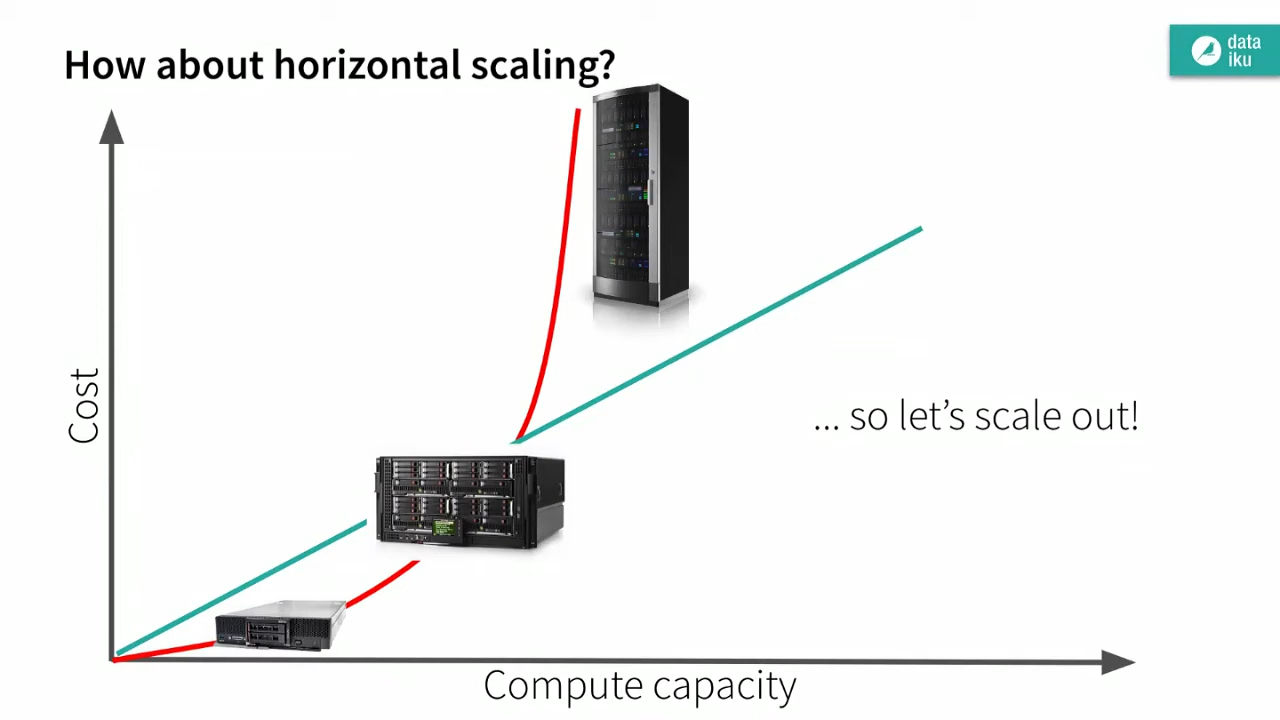 How about horizontal scaling?
data
iku
Cost
... so let's scale out!
Compute capacity